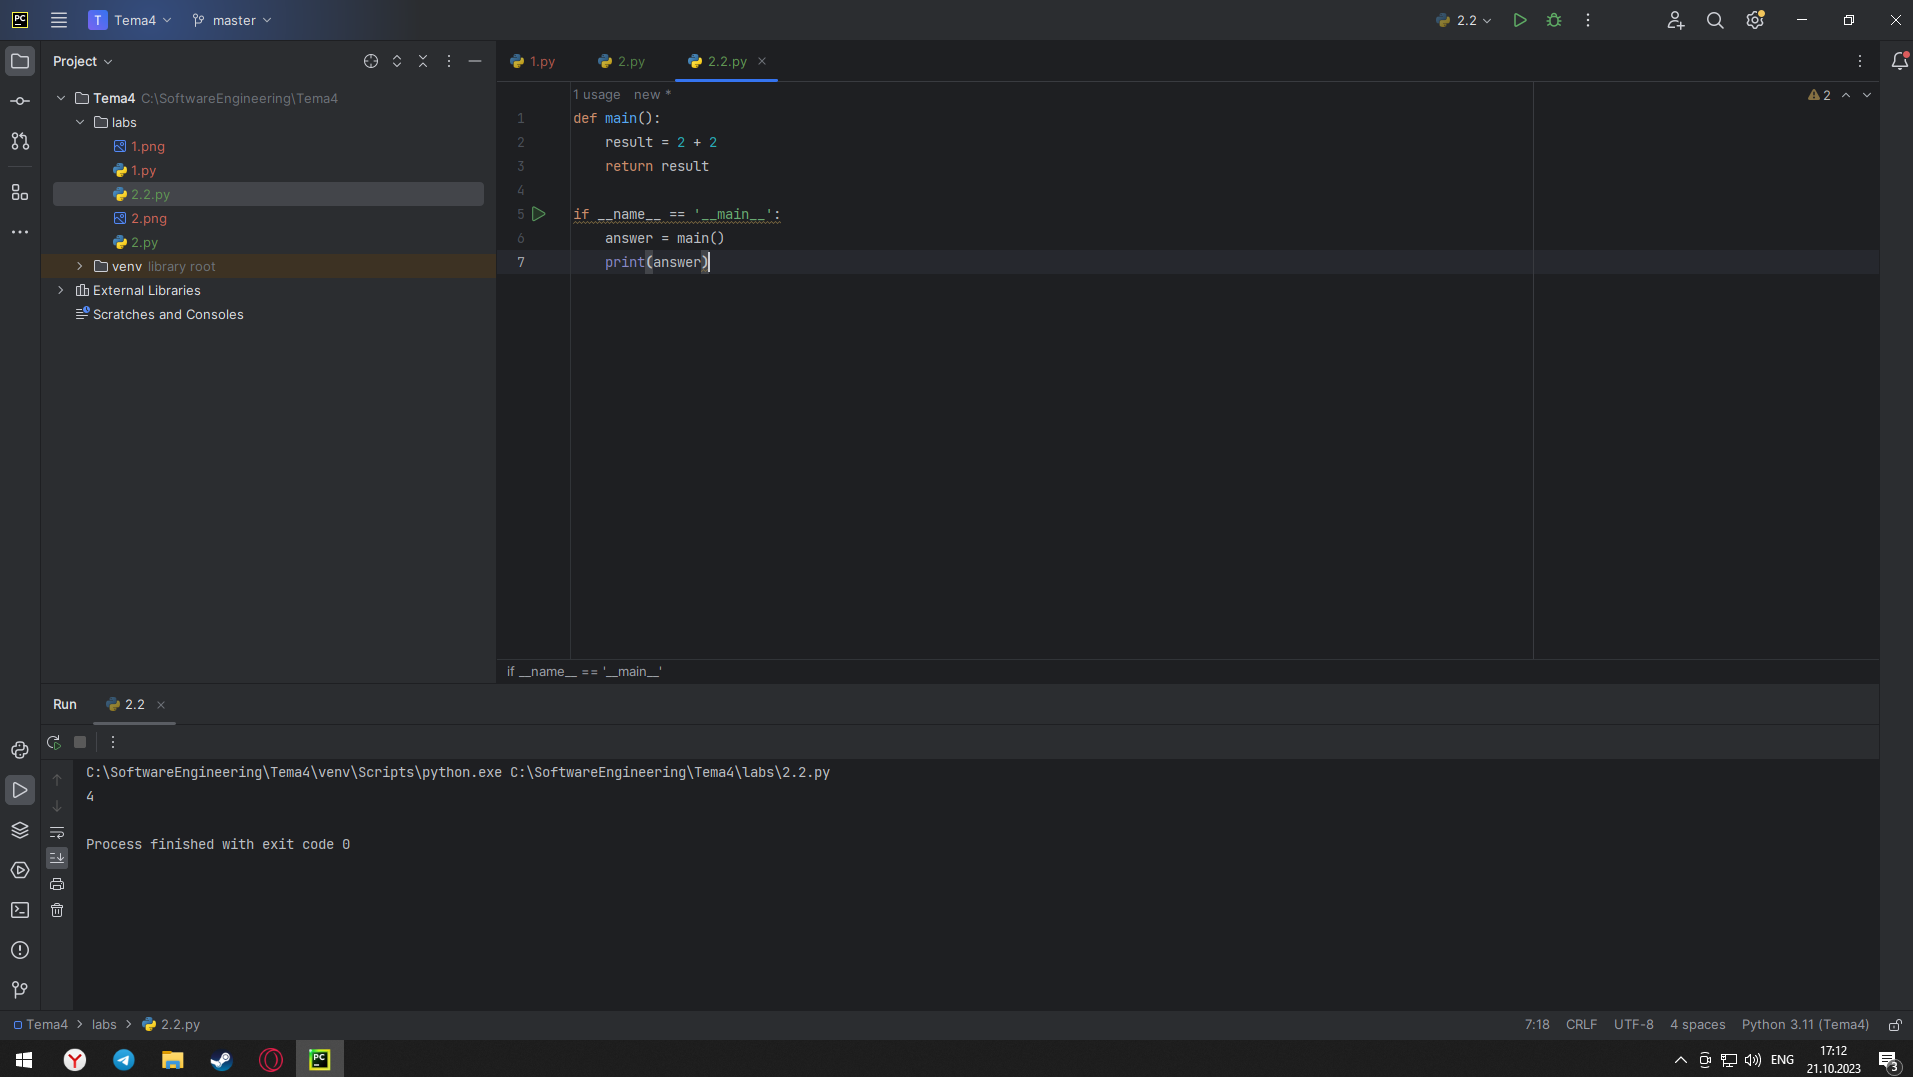 PC
T
Tema4
master
2.2
Project
1.py
2.py
2.2.py
Tema4 C:\SoftwareEngineering\Tema4
labs
1.png
1.py
2.2.py
2.png
2.py
venv library root
External Libraries
Scratches and Consoles
1 usage new *
2
1 def main():
2 result = 2 + 2
3 return result
4
5 if __name__ == '__main__':
6 answer = main()
7 print(answer)
if __name__ == '__main__'
Run
2.2
C:\SoftwareEngineering\Tema4\venv\Scripts\python.exe C:\SoftwareEngineering\Tema4\labs\2.2.py
4
Process finished with exit code 0
Tema4 > labs > 2.2.py
7:18 CRLF UTF-8 4 spaces Python 3.11 (Tema4)
Y
PC
ENG
17:12
21.10.2023
3